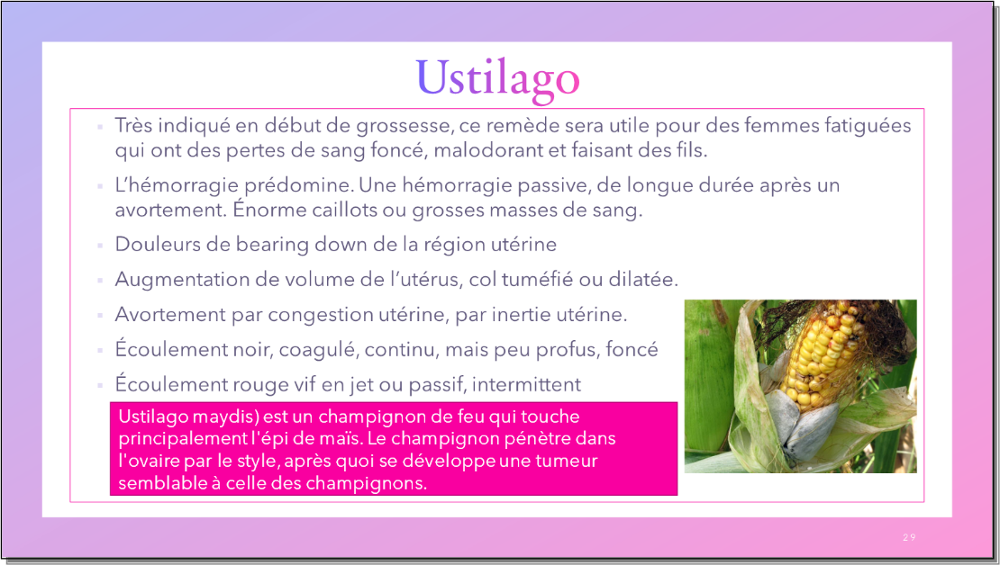 Ustilago
▪ Très indiqué en début de grossesse, ce remède sera utile pour des femmes fatiguées
qui ont des pertes de sang foncé, malodorant et faisant des fils.
▪ L’hémorragie prédomine. Une hémorragie passive, de longue durée après un
avortement. Énorme caillots ou grosses masses de sang.
▪ Douleurs de bearing down de la région utérine
▪ Augmentation de volume de l’utérus, col tuméfié ou dilatée.
▪ Avortement par congestion utérine, par inertie utérine.
▪ Écoulement noir, coagulé, continu, mais peu profus, foncé
▪ Écoulement rouge vif en jet ou passif, intermittent
Ustilago maydis) est un champignon de feu qui touche
principalement l'épi de maïs. Le champignon pénètre dans
l'ovaire par le style, après quoi se développe une tumeur
semblable à celle des champignons.
29